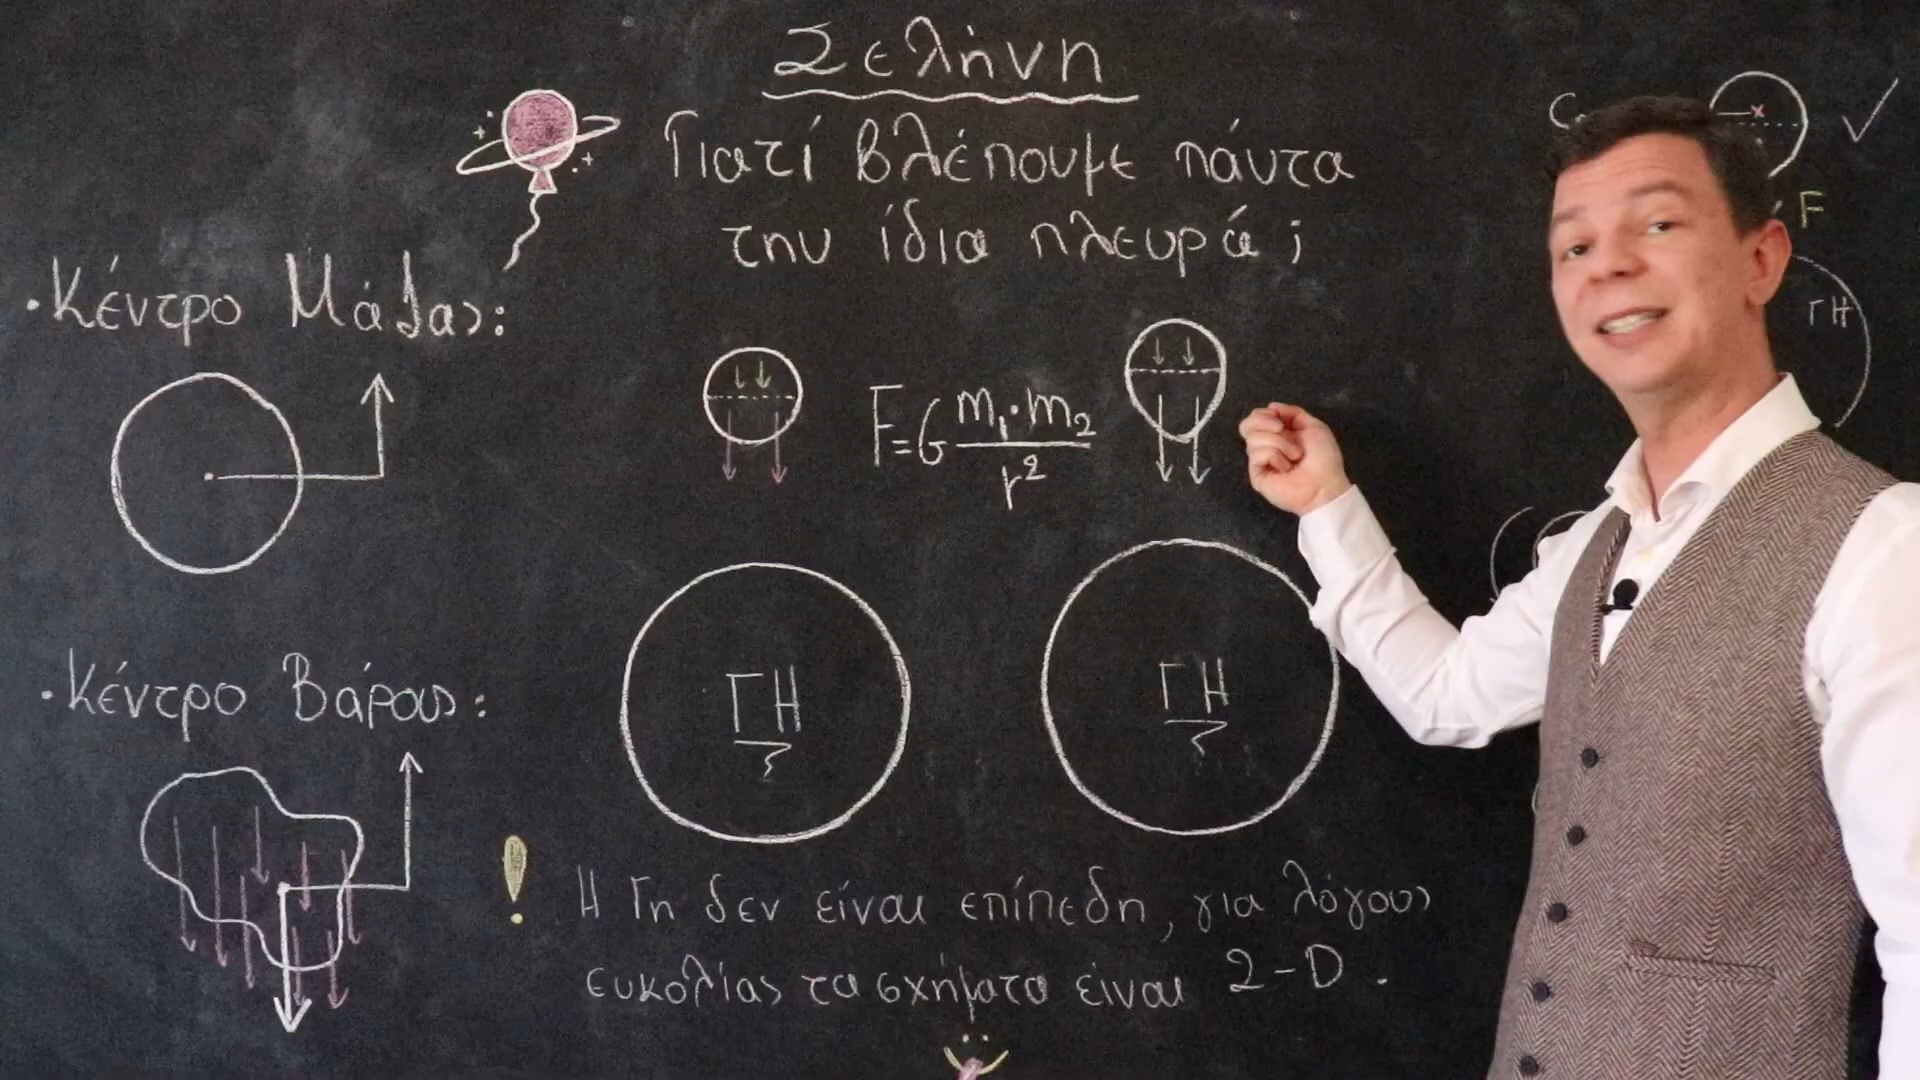 Σελήνη
Γιατί βλέπουμε πάντα
την ίδια πλευρά;
• Κέντρο Μάζας:
F=G m₁·m₂
r²
ΓΗ
ΓΗ
• Κέντρο Βάρους:
! Η Γη δεν είναι επίπεδη, για λόγους
ευκολίας τα σχήματα είναι 2-D.
F
ΓΗ